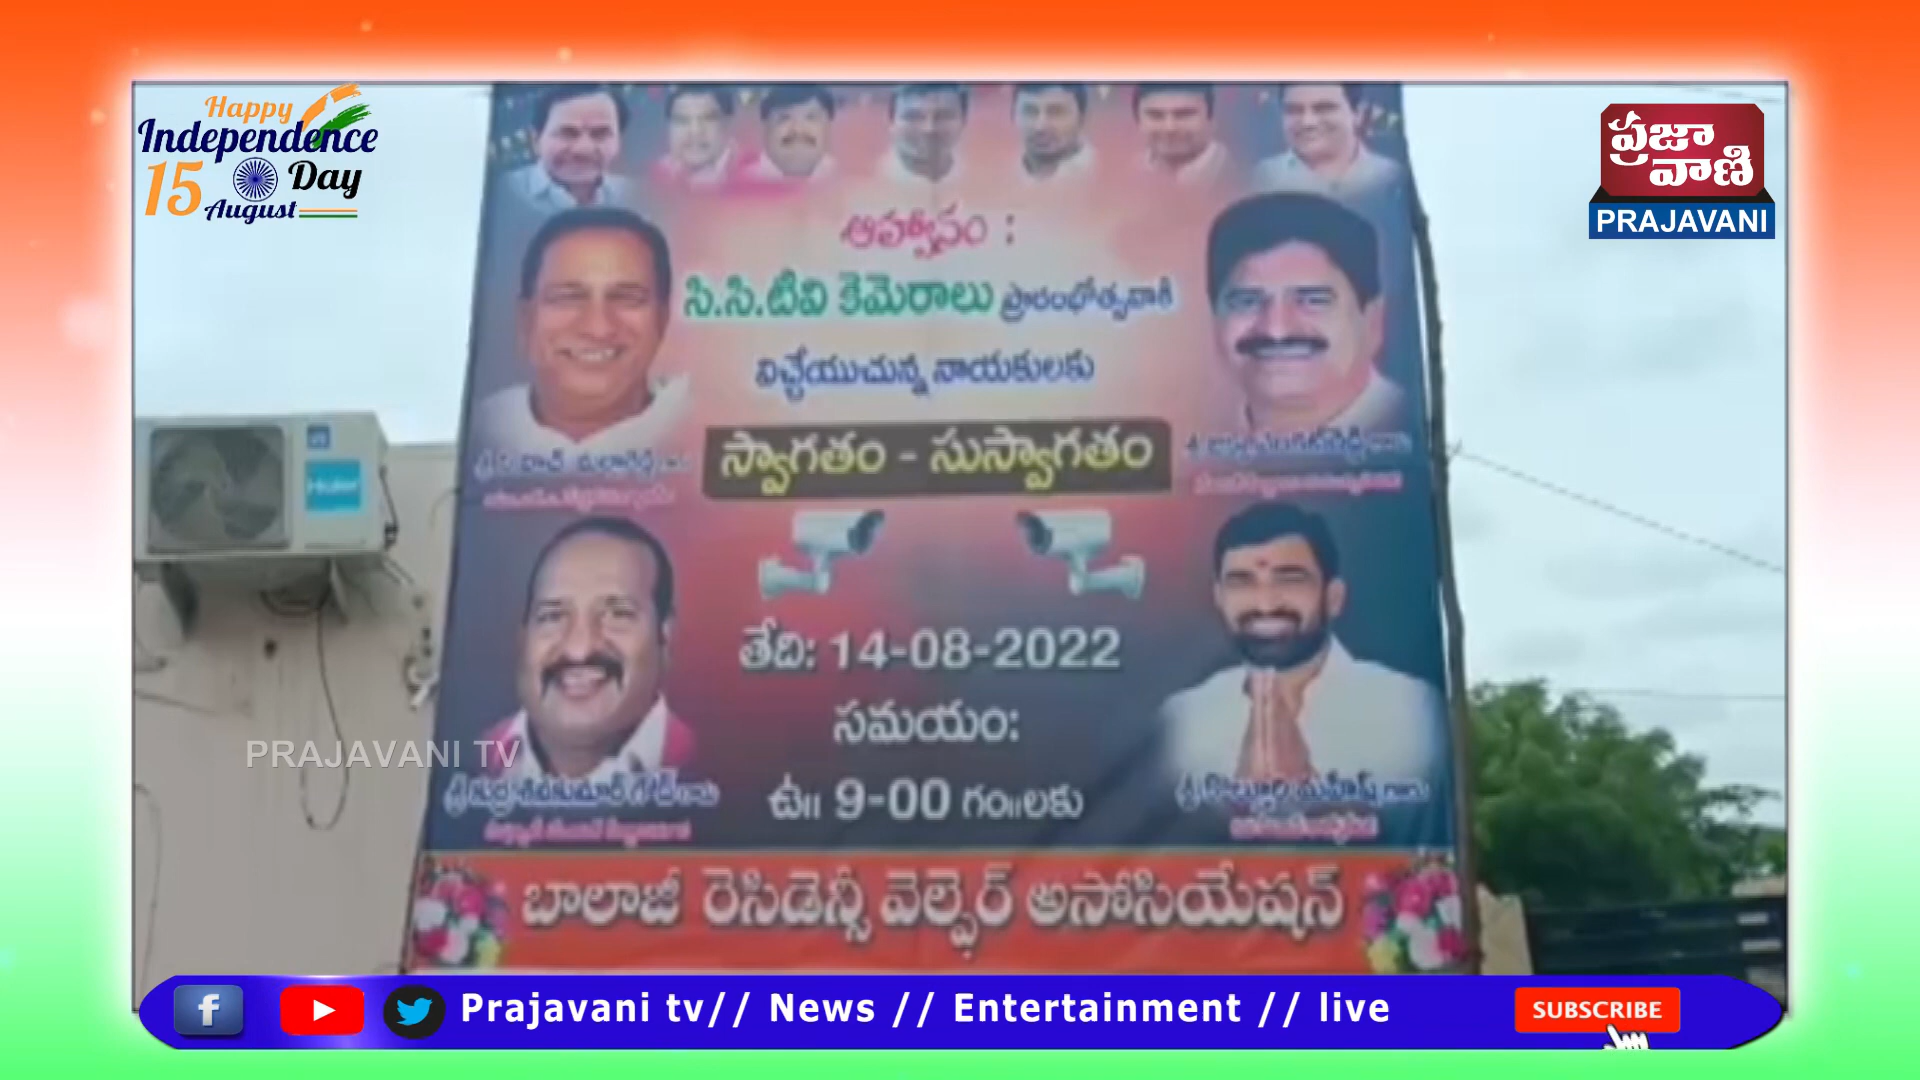 Happy
Independence
15 Day
August
ప్రజా
వాణి
PRAJAVANI
ఆహ్వానం :
సి.సి.టివి కెమెరాలు ప్రారంభోత్సవాకి
విచ్చేయుచున్న నాయకులకు
స్వాగతం - సుస్వాగతం
Haier
తేది: 14-08-2022
సమయం:
ఉ॥ 9-00 గం॥లకు
PRAJAVANI TV
బాలాజీ రెసిడెన్సీ వెల్ఫేర్ అసోసియేషన్
Prajavani tv// News // Entertainment // live
SUBSCRIBE